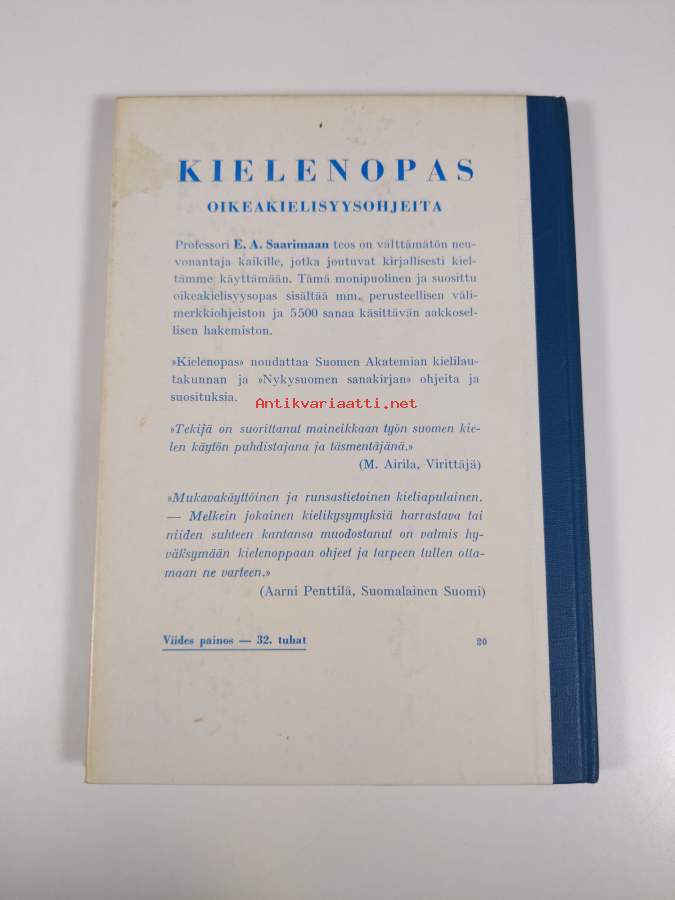 KIELENOPAS
OIKEAKIELISYYSOHJEITA
Professori E. A. Saarimaan teos on välttämätön neu-
vonantaja kaikille, jotka joutuvat kirjallisesti kiel-
tämme käyttämään. Tämä monipuolinen ja suosittu
oikeakielisyysopas sisältää mm. perusteellisen väli-
merkkiohjeiston ja 5500 sanaa käsittävän aakkosel-
lisen hakemiston.
»Kielenopas» noudattaa Suomen Akatemian kielilau-
takunnan ja »Nykysuomen sanakirjan» ohjeita ja
suosituksia.
Antikvariaatti.net
»Tekijä on suorittanut maineikkaan työn suomen kie-
len käytön puhdistajana ja täsmentäjänä.»
(M. Airila, Virittäjä)
»Mukavakäyttöinen ja runsastietoinen kieliapulainen.
— Melkein jokainen kielikysymyksiä harrastava tai
niiden suhteen kantansa muodostanut on valmis hy-
väksymään kielenoppaan ohjeet ja tarpeen tullen otta-
maan ne varteen.»
(Aarni Penttilä, Suomalainen Suomi)
Viides painos — 32. tuhat
20